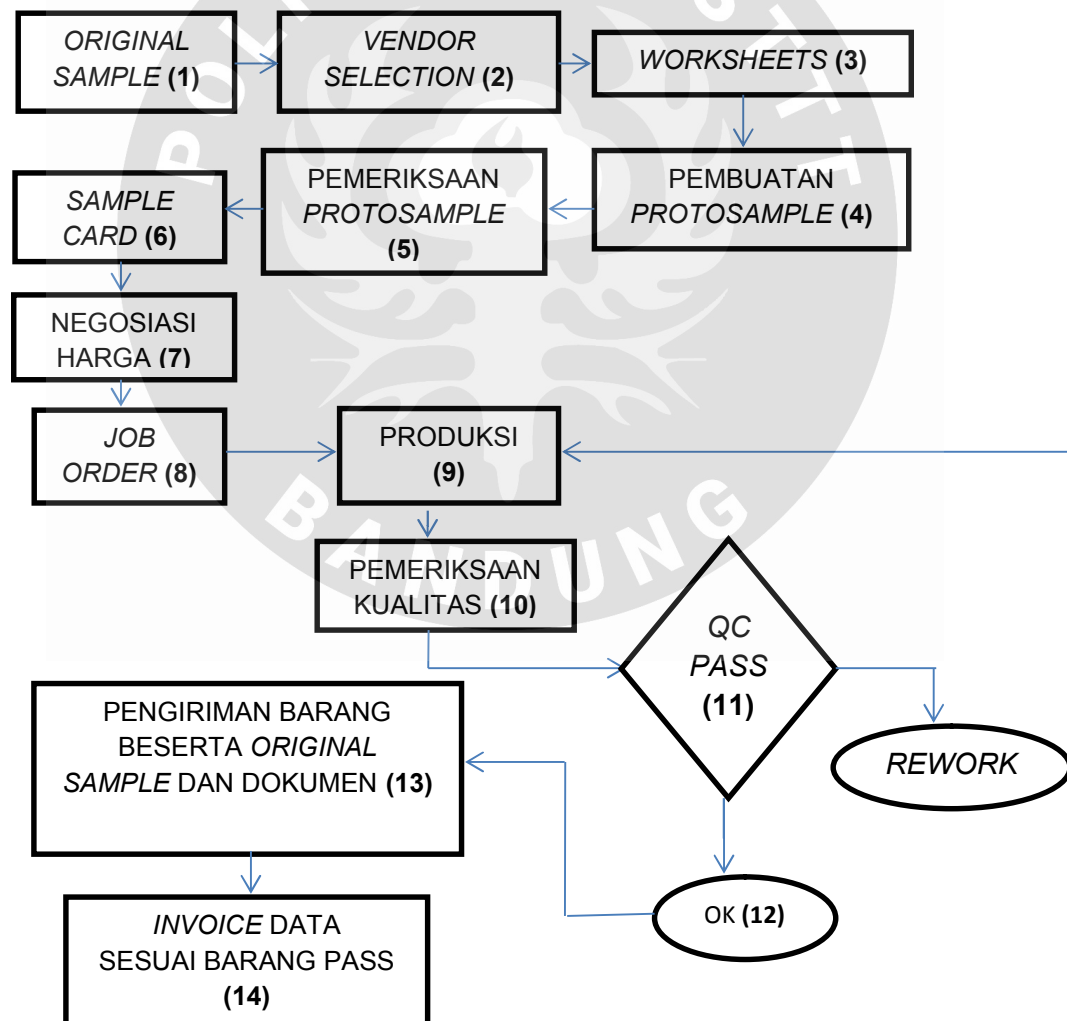 ORIGINAL
SAMPLE (1)
VENDOR
SELECTION (2)
WORKSHEETS (3)
PEMBUATAN
PROTOSAMPLE (4)
PEMERIKSAAN
PROTOSAMPLE
(5)
SAMPLE
CARD (6)
NEGOSIASI
HARGA (7)
JOB
ORDER (8)
PRODUKSI
(9)
PEMERIKSAAN
KUALITAS (10)
QC
PASS
(11)
REWORK
OK (12)
PENGIRIMAN BARANG
BESERTA ORIGINAL
SAMPLE DAN DOKUMEN (13)
INVOICE DATA
SESUAI BARANG PASS
(14)
BANDUNG